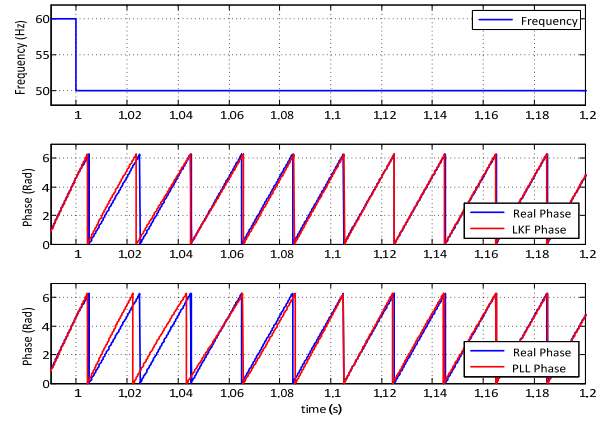 Frequency (Hz)
60
55
50
Frequency
1 1.02 1.04 1.06 1.08 1.1 1.12 1.14 1.16 1.18 1.2
Phase (Rad)
6
4
2
0
Real Phase
LKF Phase
1 1.02 1.04 1.06 1.08 1.1 1.12 1.14 1.16 1.18 1.2
Phase (Rad)
6
4
2
0
Real Phase
PLL Phase
1 1.02 1.04 1.06 1.08 1.1 1.12 1.14 1.16 1.18 1.2
time (s)